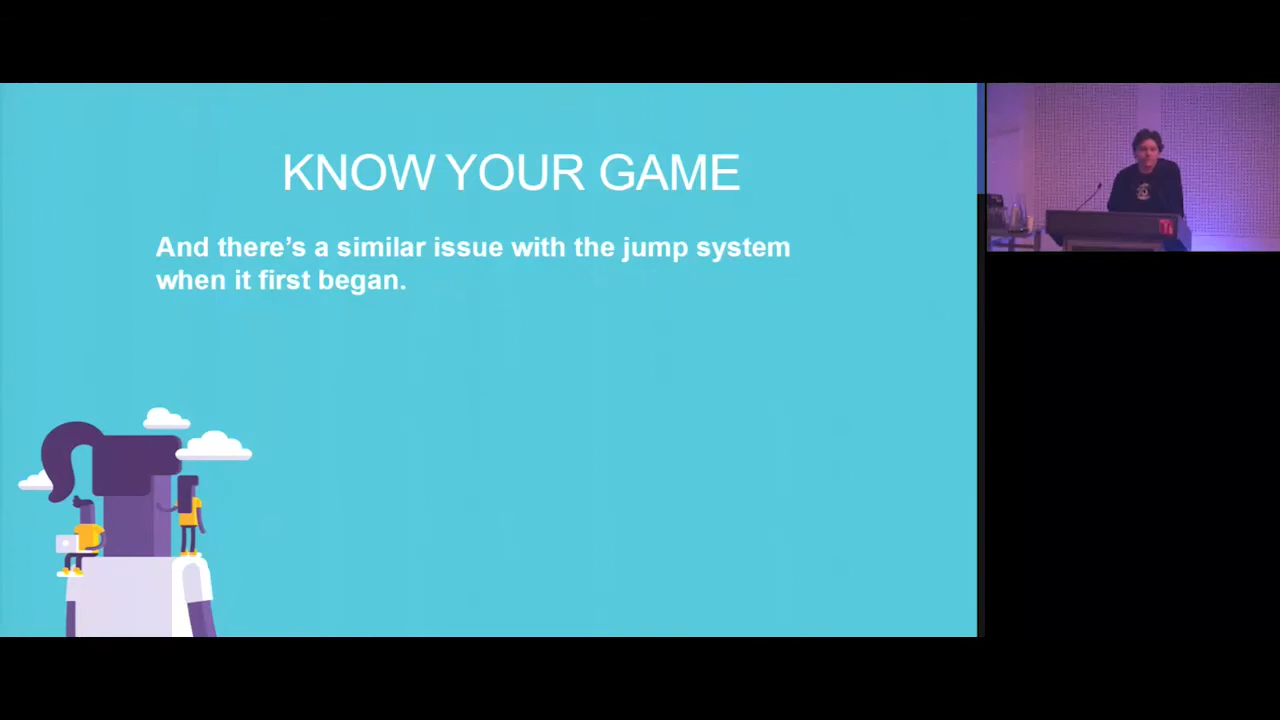 KNOW YOUR GAME
And there’s a similar issue with the jump system
when it first began.